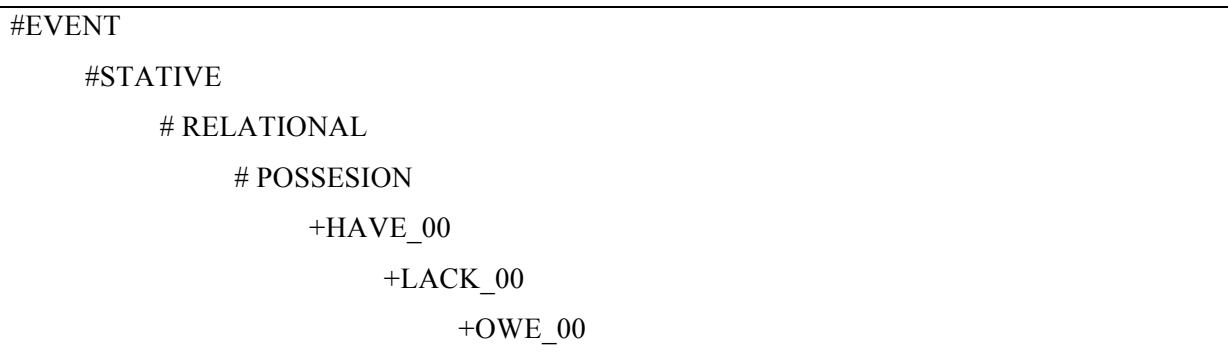 #EVENT
#STATIVE
# RELATIONAL
# POSSESION
+HAVE_00
+LACK_00
+OWE_00